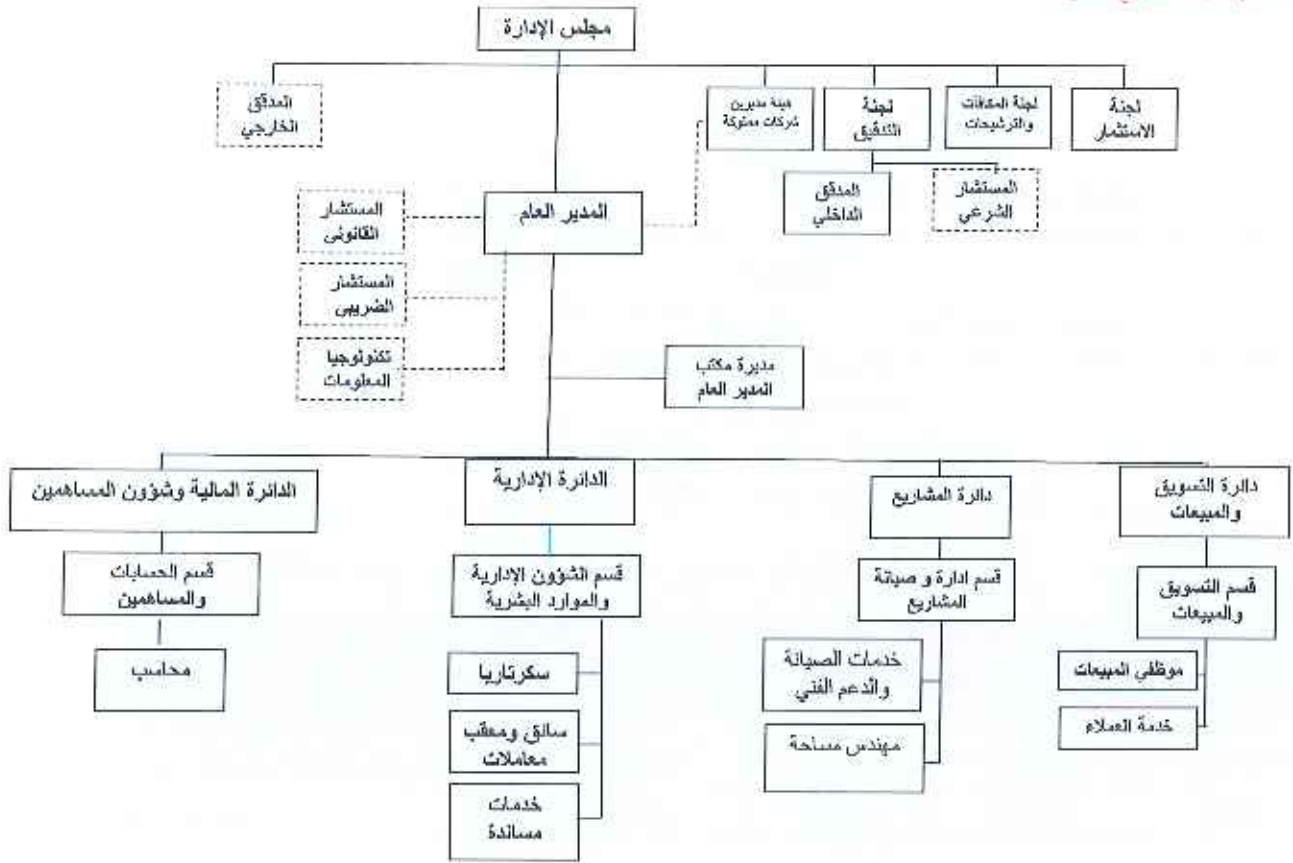 مجلس الإدارة
لجنة
الاستثمار
لجنة المكافآت
والترشيحات
لجنة
التدقيق
هيئة مديرين
شركات مملوكة
المدقق
الخارجي
المستشار
الشرعي
المدقق
الداخلي
المدير العام
المستشار
القانونى
المستشار
الضريبى
تكنولوجيا
المعلومات
مديرة مكتب
المدير العام
دائرة التسويق
والمبيعات
دائرة المشاريع
الدائرة الإدارية
الدائرة المالية وشؤون المساهمين
قسم التسويق
والمبيعات
قسم ادارة و صيانة
المشاريع
قسم الشؤون الإدارية
والموارد البشرية
قسم الحسابات
والمساهمين
موظفي المبيعات
خدمة العملاء
خدمات الصيانة
والدعم الفني
مهندس مساحة
سكرتاريا
سائق ومعقب
معاملات
خدمات
مساندة
محاسب